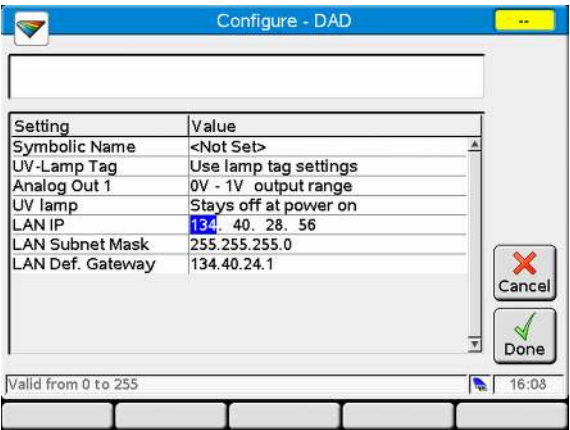 Configure - DAD
--
Setting Value
Symbolic Name <Not Set>
UV-Lamp Tag Use lamp tag settings
Analog Out 1 0V - 1V output range
UV lamp Stays off at power on
LAN IP 134. 40. 28. 56
LAN Subnet Mask 255.255.255.0
LAN Def. Gateway 134.40.24.1
Cancel
Done
Valid from 0 to 255 16:08